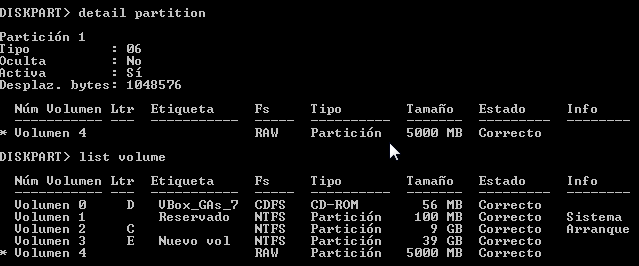 DISKPART> detail partition
Partición 1
Tipo : 06
Oculta : No
Activa : Sí
Desplaz. bytes: 1048576
Núm Volumen Ltr Etiqueta Fs Tipo Tamaño Estado Info
---------- --- ----------- ----- ---------- ------- --------- --------
* Volumen 4 RAW Partición 5000 MB Correcto
DISKPART> list volume
Núm Volumen Ltr Etiqueta Fs Tipo Tamaño Estado Info
---------- --- ----------- ----- ---------- ------- --------- --------
Volumen 0 D VBox_GAs_7 CDFS CD-ROM 56 MB Correcto
Volumen 1 Reservado NTFS Partición 100 MB Correcto Sistema
Volumen 2 C NTFS Partición 9 GB Correcto Arranque
Volumen 3 E Nuevo vol NTFS Partición 39 GB Correcto
* Volumen 4 RAW Partición 5000 MB Correcto